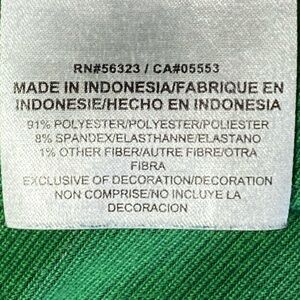 RN#56323 / CA#05553
MADE IN INDONESIA/FABRIQUE EN
INDONESIE/HECHO EN INDONESIA
91% POLYESTER/POLYESTER/POLIESTER
8% SPANDEX/ELASTHANNE/ELASTANO
1% OTHER FIBER/AUTRE FIBRE/OTRA
FIBRA
EXCLUSIVE OF DECORATION/DECORATION
NON COMPRISE/NO INCLUYE LA
DECORACION